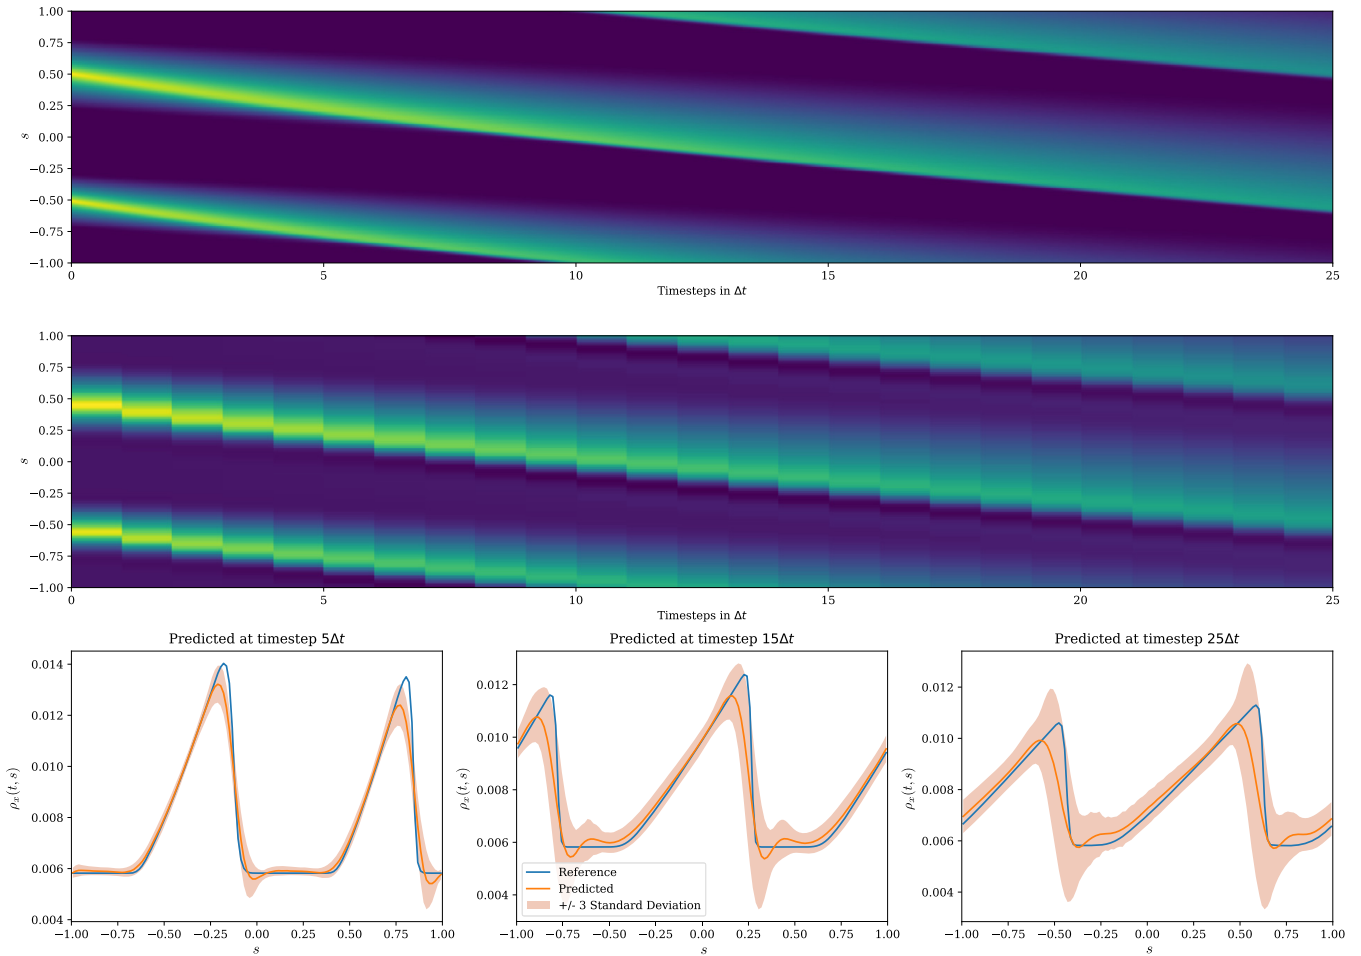 1.00
0.75
0.50
0.25
0.00
−0.25
−0.50
−0.75
−1.00
s
0 5 10 15 20 25
Timesteps in Δt
1.00
0.75
0.50
0.25
0.00
−0.25
−0.50
−0.75
−1.00
s
0 5 10 15 20 25
Timesteps in Δt
Predicted at timestep 5Δt
0.014
0.012
0.010
0.008
0.006
0.004
ρₓ(t, s)
−1.00 −0.75 −0.50 −0.25 0.00 0.25 0.50 0.75 1.00
s
Predicted at timestep 15Δt
0.012
0.010
0.008
0.006
0.004
ρₓ(t, s)
Reference
Predicted
+/- 3 Standard Deviation
−1.00 −0.75 −0.50 −0.25 0.00 0.25 0.50 0.75 1.00
s
Predicted at timestep 25Δt
0.012
0.010
0.008
0.006
0.004
ρₓ(t, s)
−1.00 −0.75 −0.50 −0.25 0.00 0.25 0.50 0.75 1.00
s